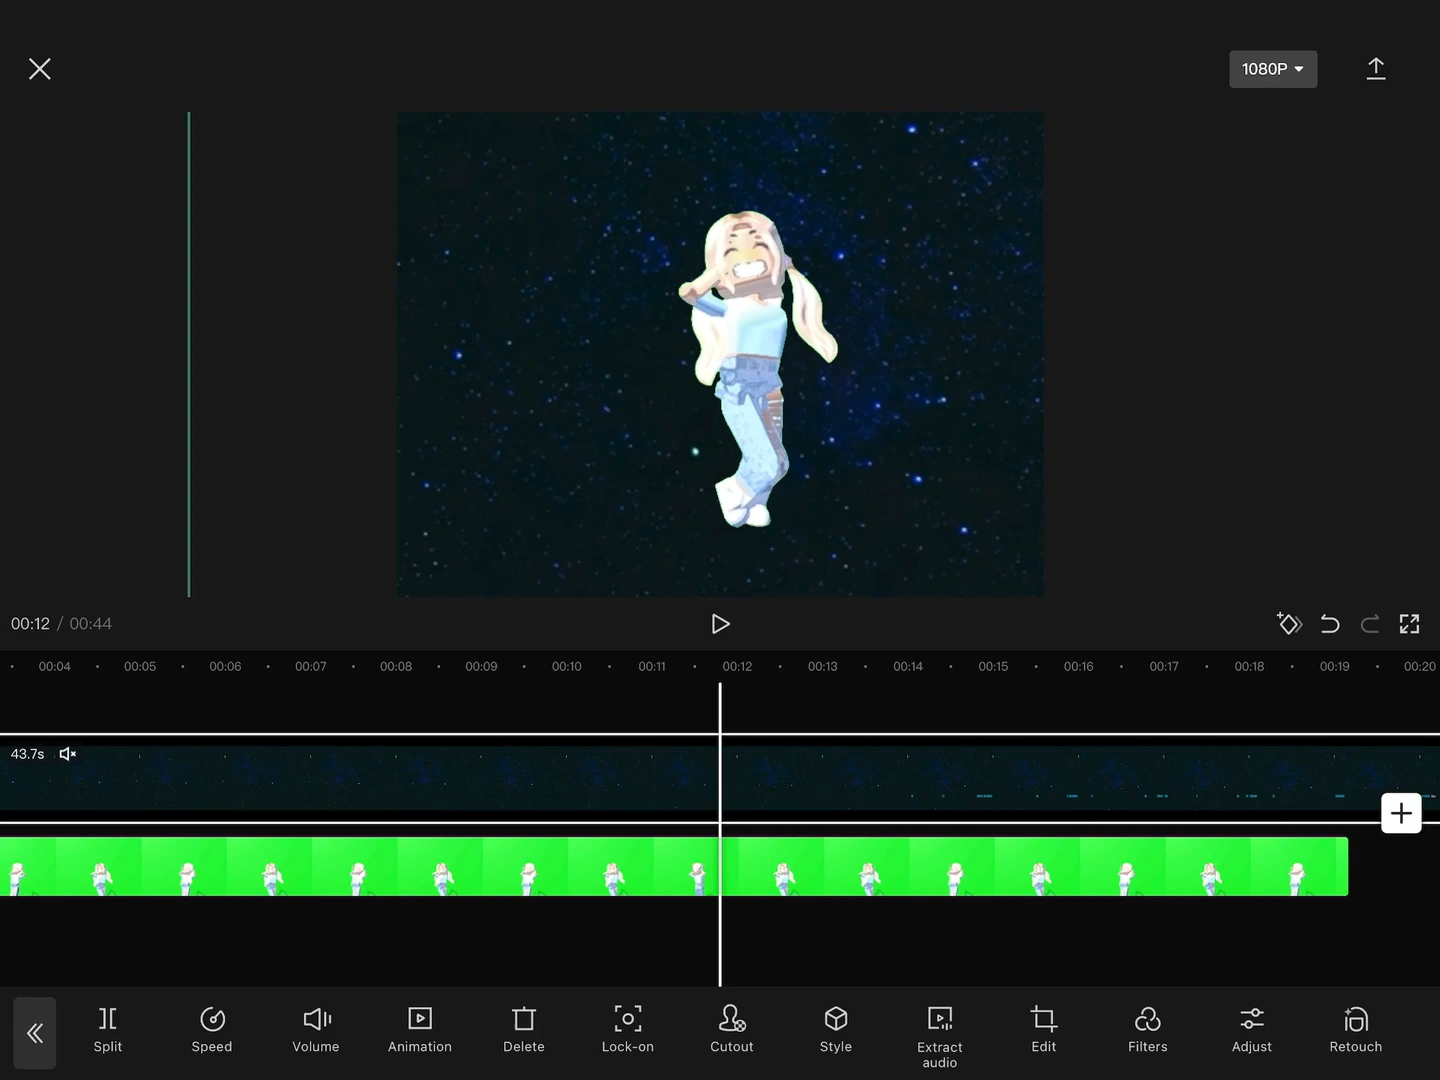 1080P
00:12 / 00:44
00:04 00:05 00:06 00:07 00:08 00:09 00:10 00:11 00:12 00:13 00:14 00:15 00:16 00:17 00:18 00:19 00:20
43.7s
Split Speed Volume Animation Delete Lock-on Cutout Style Extract audio Edit Filters Adjust Retouch